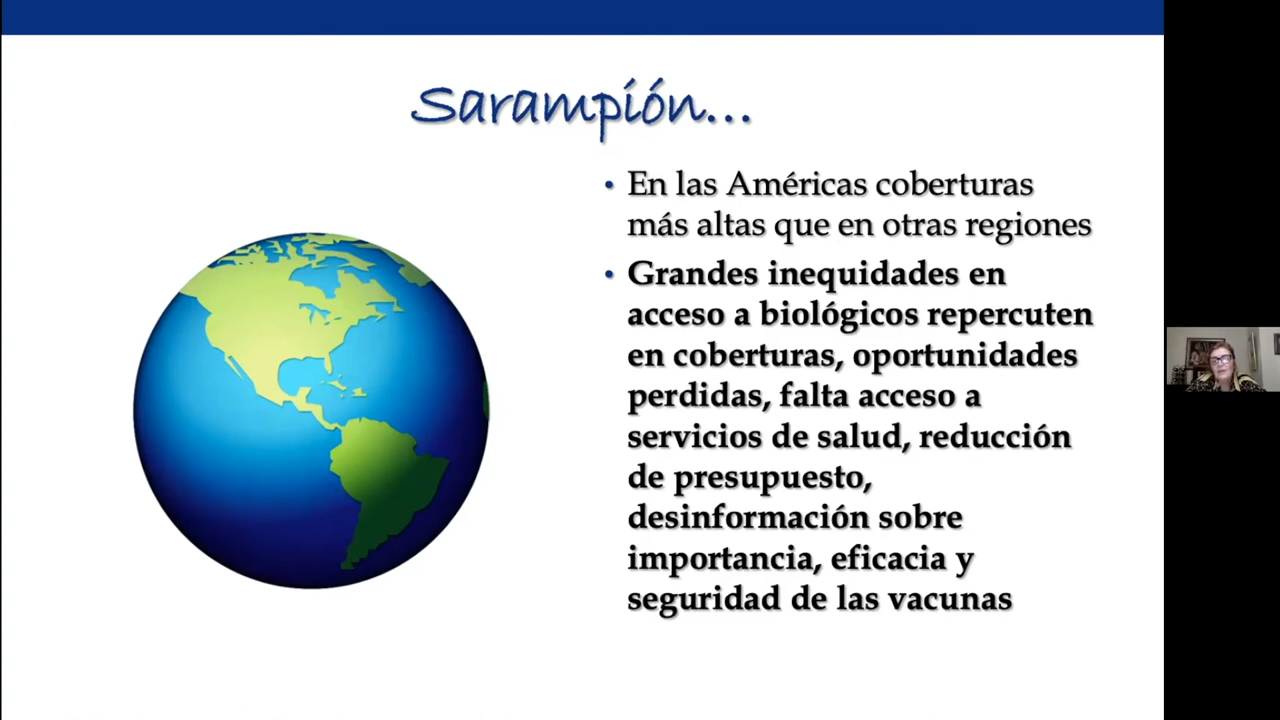 Sarampión...
• En las Américas coberturas
más altas que en otras regiones
• Grandes inequidades en
acceso a biológicos repercuten
en coberturas, oportunidades
perdidas, falta acceso a
servicios de salud, reducción
de presupuesto,
desinformación sobre
importancia, eficacia y
seguridad de las vacunas